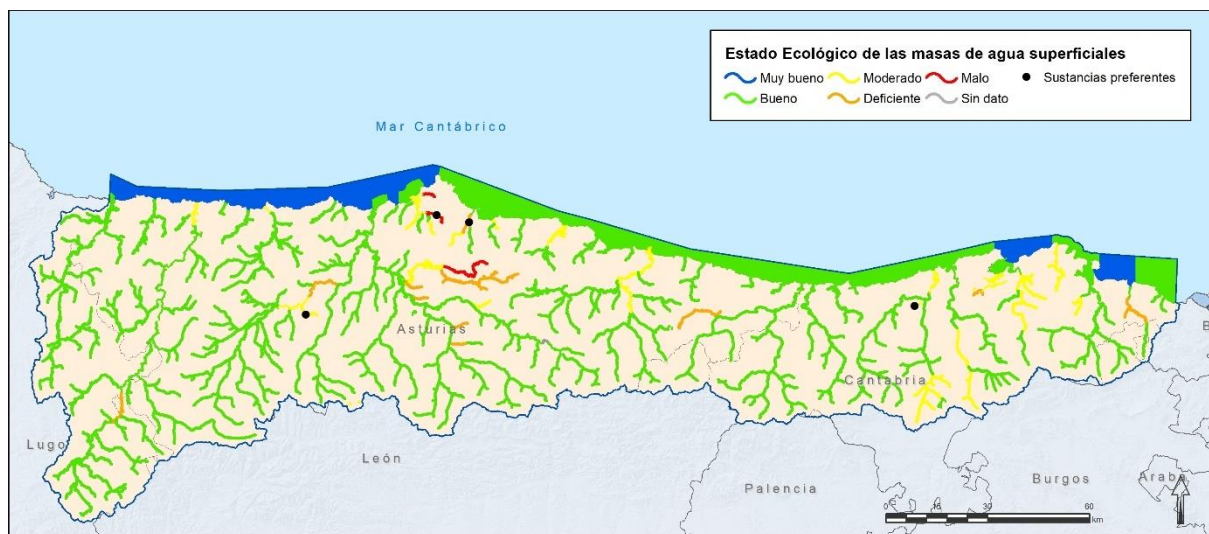 Estado Ecológico de las masas de agua superficiales
Muy bueno Moderado Malo Sustancias preferentes
Bueno Deficiente Sin dato
Mar Cantábrico
Asturias
Cantabria
Lugo
León
Palencia
Burgos
Araba
B
0 15 30 60
km